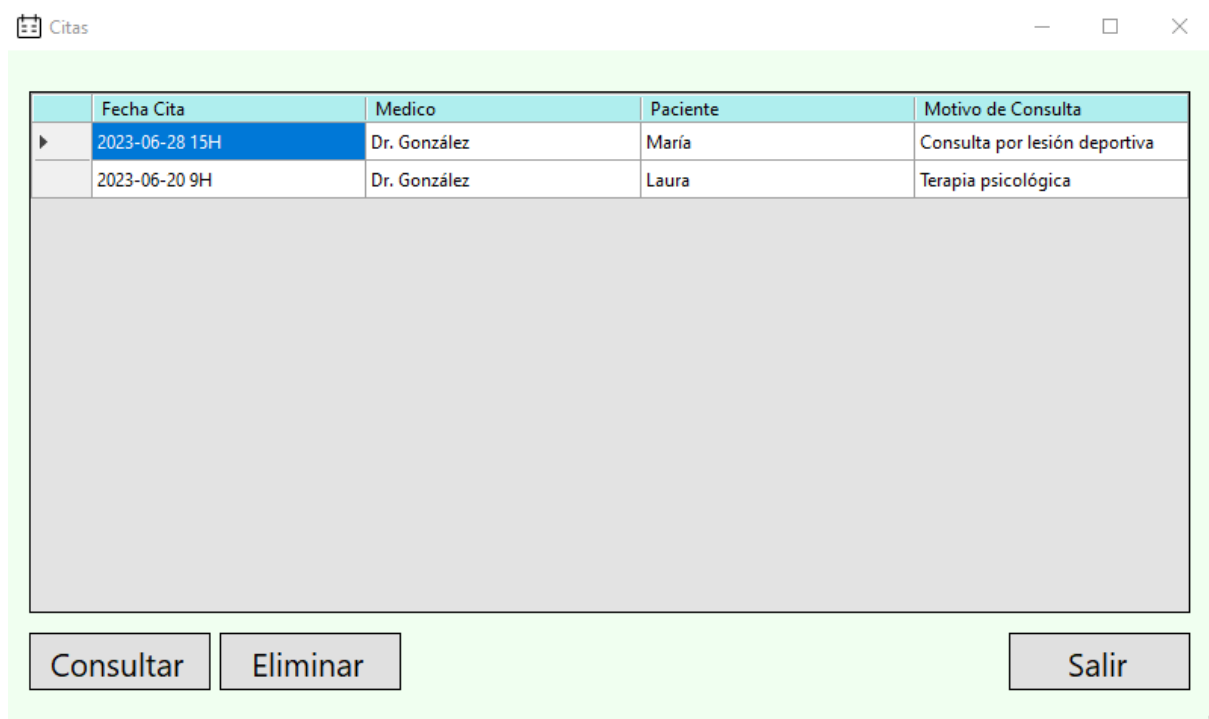 Citas
Fecha Cita Medico Paciente Motivo de Consulta
2023-06-28 15H Dr. González María Consulta por lesión deportiva
2023-06-20 9H Dr. González Laura Terapia psicológica
Consultar Eliminar Salir